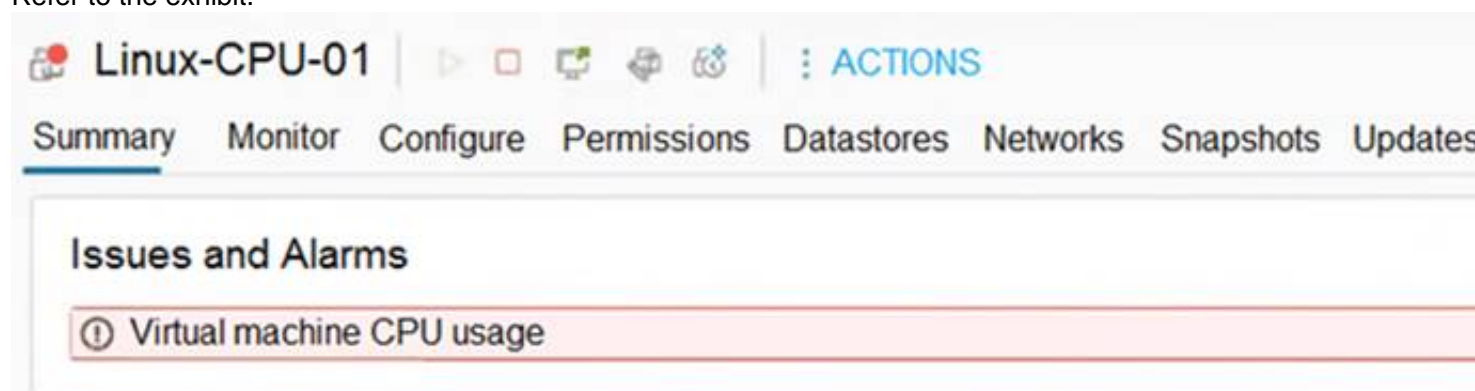 Refer to the exhibit.
Linux-CPU-01 ACTIONS
Summary Monitor Configure Permissions Datastores Networks Snapshots Updates
Issues and Alarms
Virtual machine CPU usage